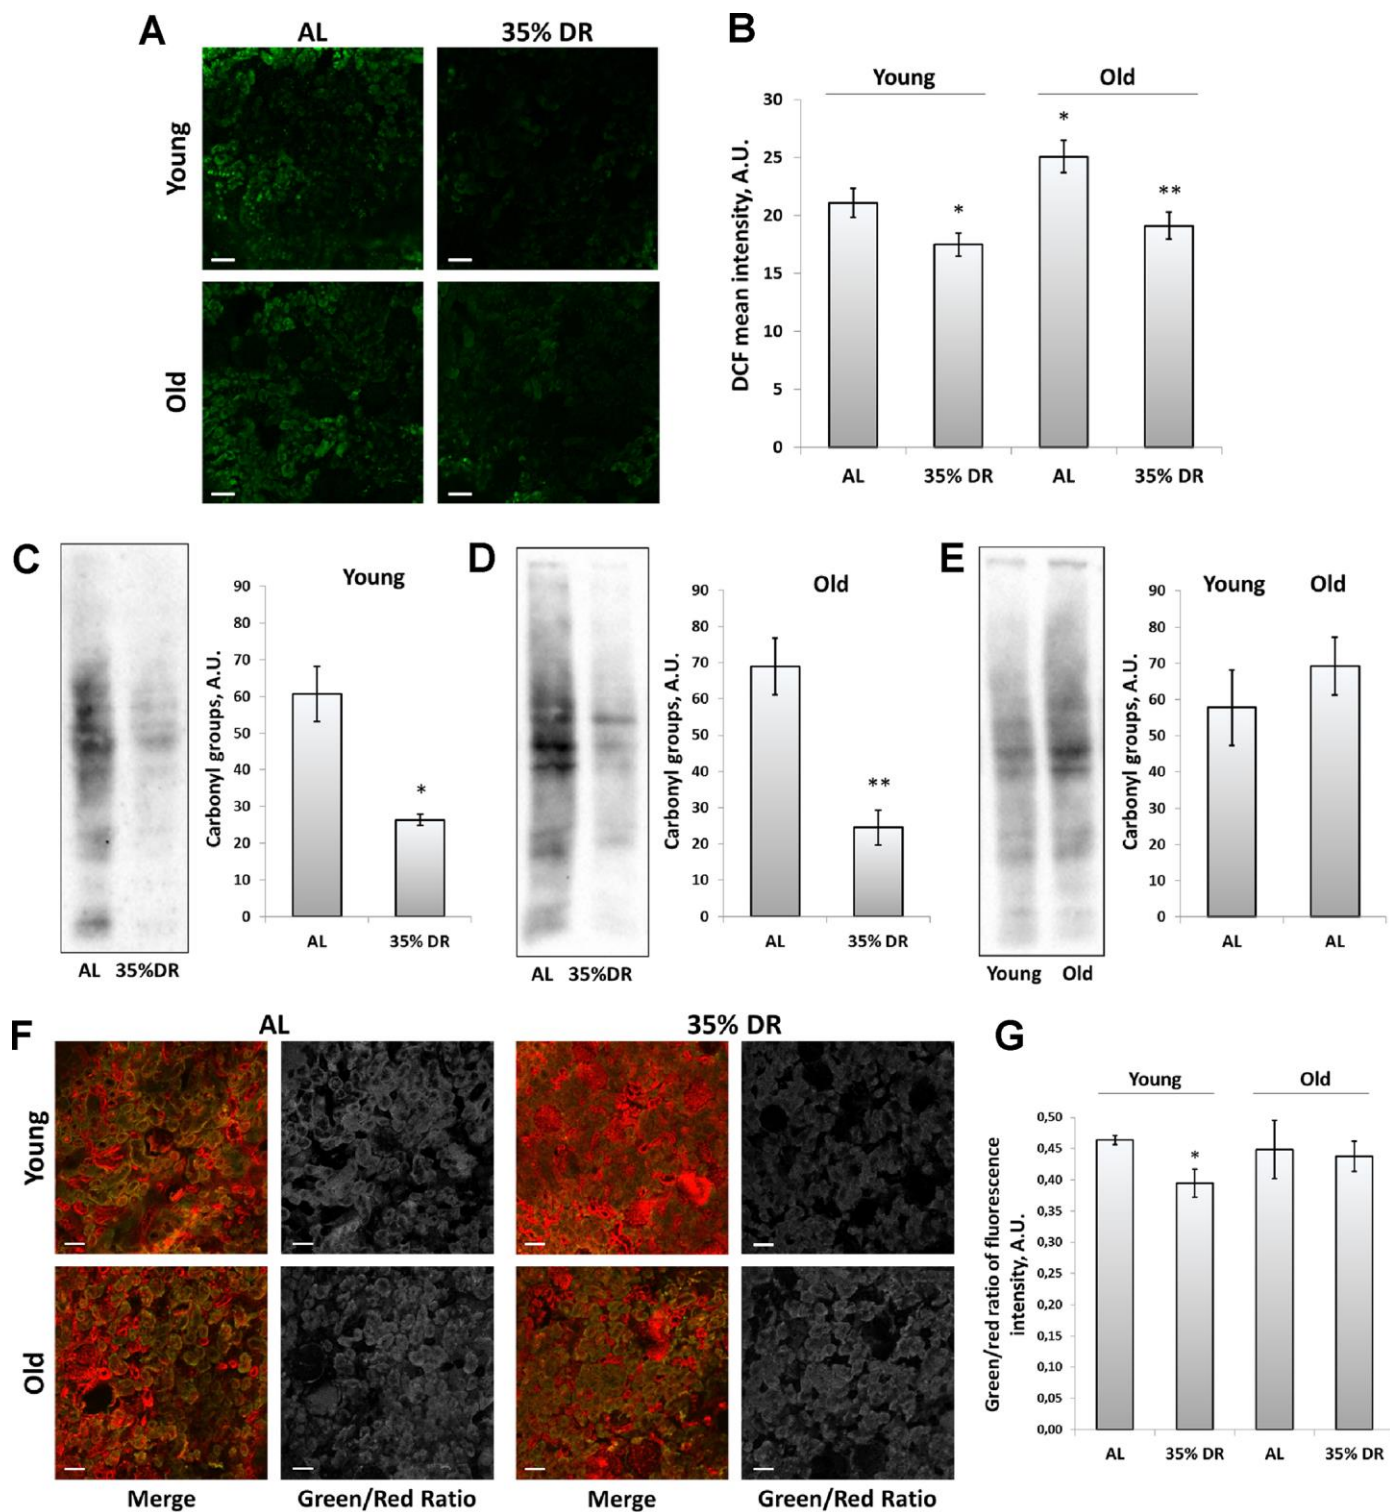 A
AL
35% DR
Young
Old
B
Young
Old
DCF mean intensity, A.U.
30
25
20
15
10
5
0
*
*
**
AL
35% DR
AL
35% DR
C
AL 35%DR
Young
Carbonyl groups, A.U.
90
80
70
60
50
40
30
20
10
0
*
AL
35% DR
D
AL 35%DR
Old
Carbonyl groups, A.U.
90
80
70
60
50
40
30
20
10
0
**
AL
35% DR
E
Young Old
Young
Old
Carbonyl groups, A.U.
90
80
70
60
50
40
30
20
10
0
AL
AL
F
AL
35% DR
Young
Old
Merge
Green/Red Ratio
Merge
Green/Red Ratio
G
Young
Old
Green/red ratio of fluorescence
intensity, A.U.
0,50
0,45
0,40
0,35
0,30
0,25
0,20
0,15
0,10
0,05
0,00
*
AL
35% DR
AL
35% DR